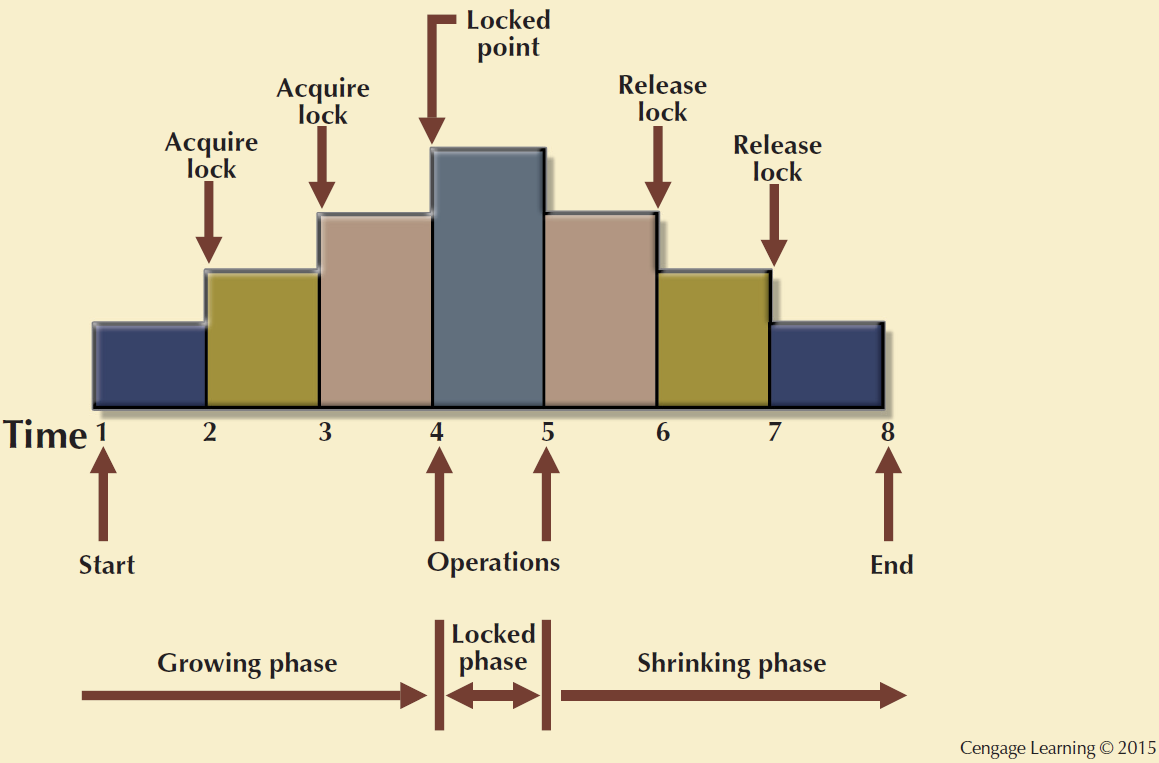 Locked
point
Acquire
lock
Release
lock
Acquire
lock
Release
lock
Time 1 2 3 4 5 6 7 8
Start
Operations
End
Growing phase
Locked
phase
Shrinking phase
Cengage Learning © 2015